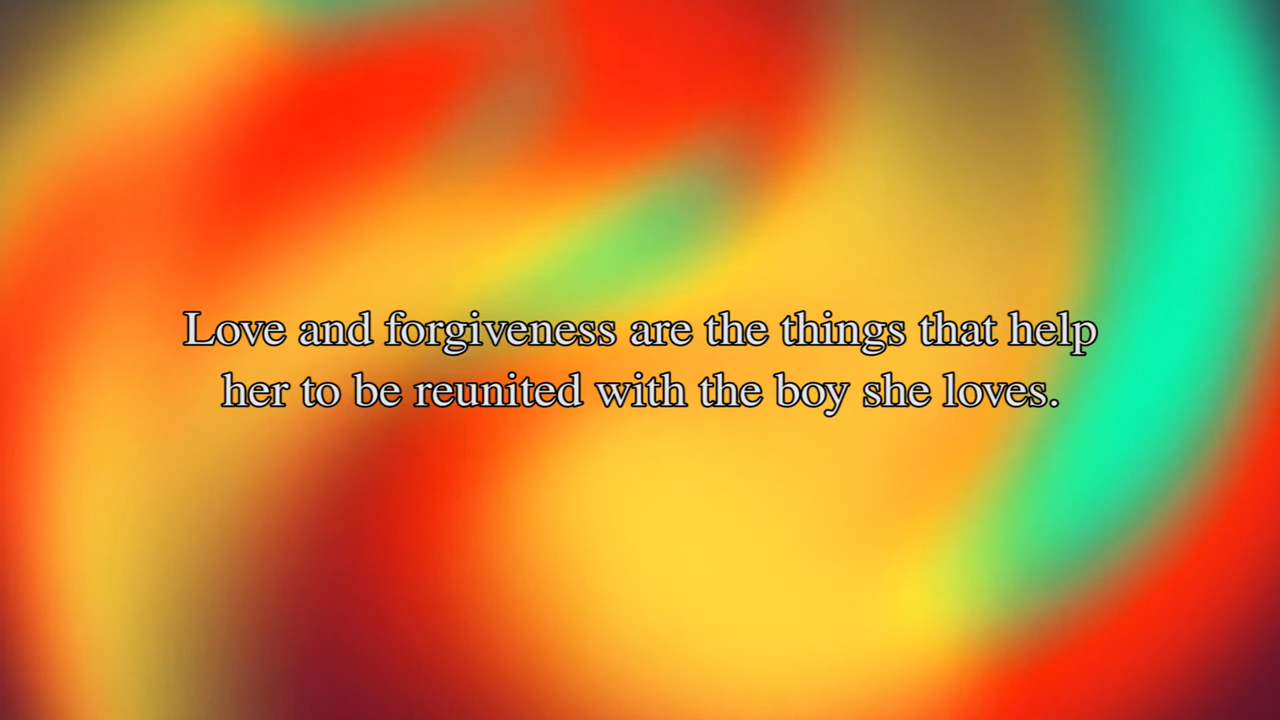 Love and forgiveness are the things that help
her to be reunited with the boy she loves.